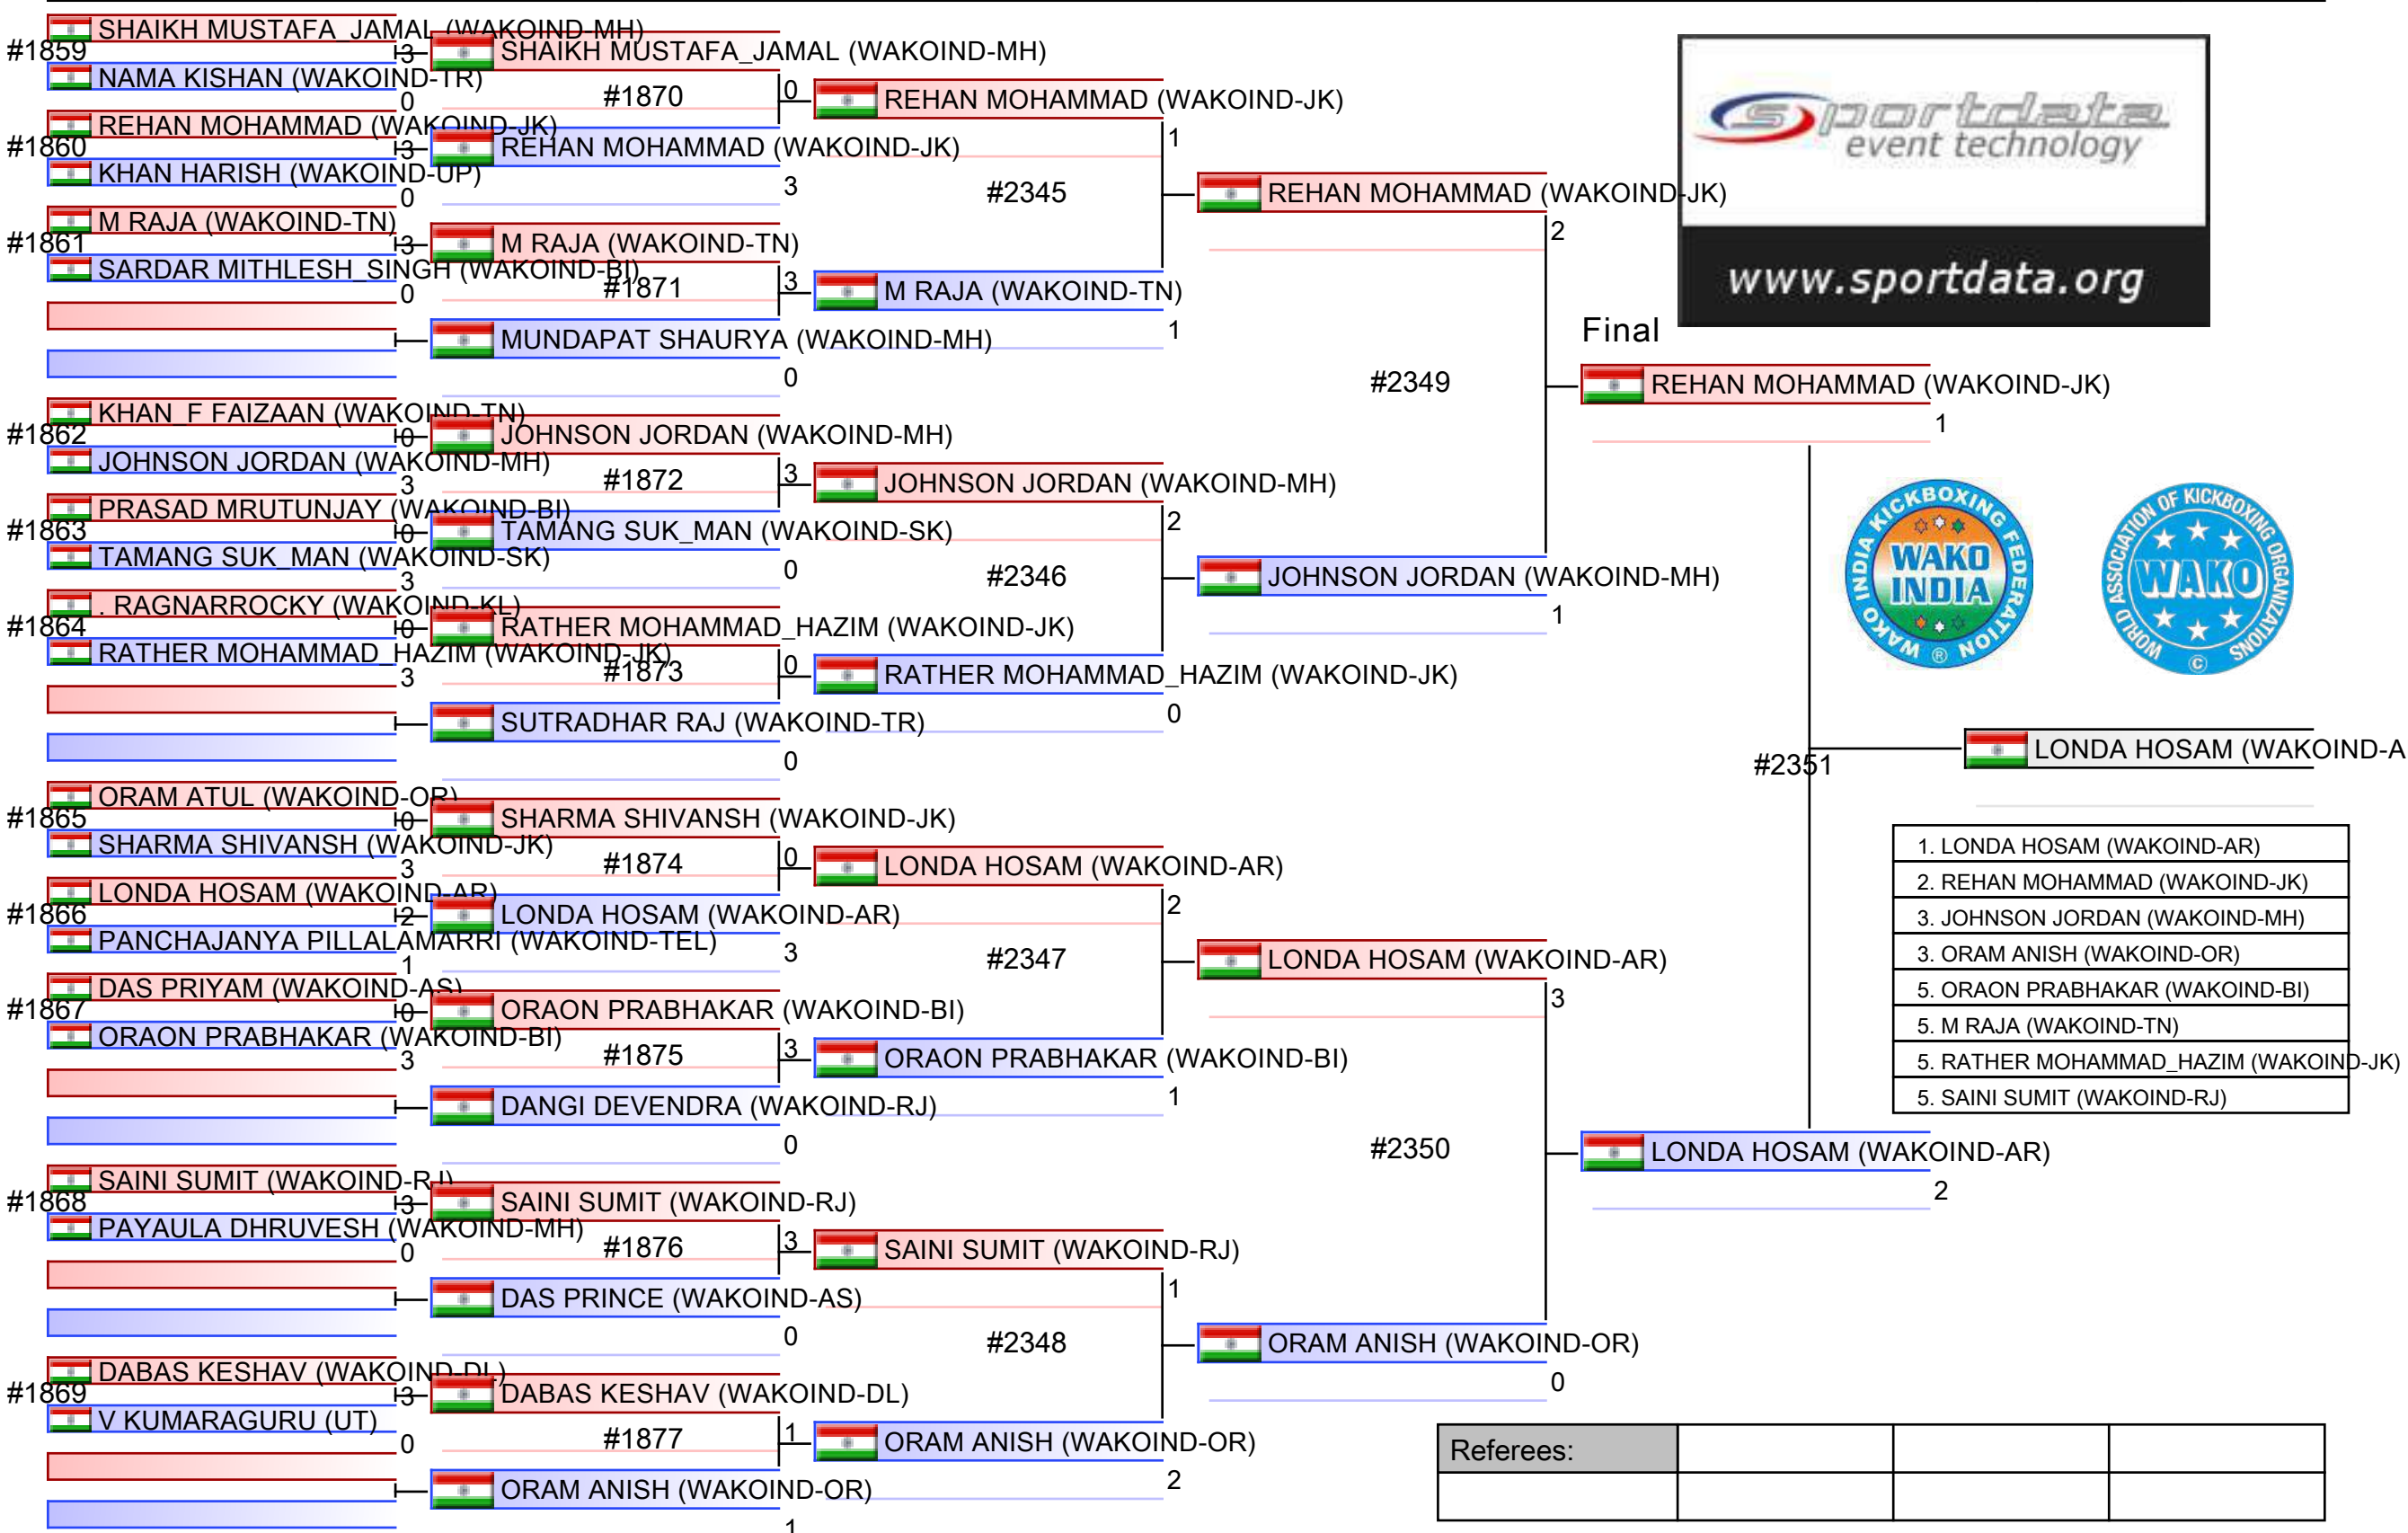 SHAIKH MUSTAFA_JAMAL (WAKOIND-MH)
#1859
3
NAMA KISHAN (WAKOIND-TR)
0
REHAN MOHAMMAD (WAKOIND-JK)
#1860
3
KHAN HARISH (WAKOIND-UP)
0
M RAJA (WAKOIND-TN)
#1861
3
SARDAR MITHLESH_SINGH (WAKOIND-BI)
0
KHAN_F FAIZAAN (WAKOIND-TN)
#1862
0
JOHNSON JORDAN (WAKOIND-MH)
3
PRASAD MRUTUNJAY (WAKOIND-BI)
#1863
0
TAMANG SUK_MAN (WAKOIND-SK)
3
. RAGNARROCKY (WAKOIND-KL)
#1864
0
RATHER MOHAMMAD_HAZIM (WAKOIND-JK)
3
ORAM ATUL (WAKOIND-OR)
#1865
0
SHARMA SHIVANSH (WAKOIND-JK)
3
LONDA HOSAM (WAKOIND-AR)
#1866
2
PANCHAJANYA PILLALAMARRI (WAKOIND-TEL)
1
DAS PRIYAM (WAKOIND-AS)
#1867
0
ORAON PRABHAKAR (WAKOIND-BI)
3
SAINI SUMIT (WAKOIND-RJ)
#1868
3
PAYAULA DHRUVESH (WAKOIND-MH)
0
DABAS KESHAV (WAKOIND-DL)
#1869
3
V KUMARAGURU (UT)
0
SHAIKH MUSTAFA_JAMAL (WAKOIND-MH)
#1870
0
REHAN MOHAMMAD (WAKOIND-JK)
3
M RAJA (WAKOIND-TN)
#1871
3
MUNDAPAT SHAURYA (WAKOIND-MH)
0
JOHNSON JORDAN (WAKOIND-MH)
#1872
3
TAMANG SUK_MAN (WAKOIND-SK)
0
RATHER MOHAMMAD_HAZIM (WAKOIND-JK)
#1873
0
SUTRADHAR RAJ (WAKOIND-TR)
0
SHARMA SHIVANSH (WAKOIND-JK)
#1874
0
LONDA HOSAM (WAKOIND-AR)
3
ORAON PRABHAKAR (WAKOIND-BI)
#1875
3
DANGI DEVENDRA (WAKOIND-RJ)
0
SAINI SUMIT (WAKOIND-RJ)
#1876
3
DAS PRINCE (WAKOIND-AS)
0
DABAS KESHAV (WAKOIND-DL)
#1877
1
ORAM ANISH (WAKOIND-OR)
1
REHAN MOHAMMAD (WAKOIND-JK)
1
#2345
M RAJA (WAKOIND-TN)
1
JOHNSON JORDAN (WAKOIND-MH)
2
#2346
RATHER MOHAMMAD_HAZIM (WAKOIND-JK)
0
LONDA HOSAM (WAKOIND-AR)
2
#2347
ORAON PRABHAKAR (WAKOIND-BI)
1
SAINI SUMIT (WAKOIND-RJ)
1
#2348
ORAM ANISH (WAKOIND-OR)
2
REHAN MOHAMMAD (WAKOIND-JK)
2
#2349
JOHNSON JORDAN (WAKOIND-MH)
1
LONDA HOSAM (WAKOIND-AR)
3
#2350
ORAM ANISH (WAKOIND-OR)
0
sportdata
event technology
www.sportdata.org
Final
REHAN MOHAMMAD (WAKOIND-JK)
1
WAKO INDIA KICKBOXING FEDERATION ®
WAKO
INDIA
WORLD ASSOCIATION OF KICKBOXING ORGANIZATIONS ©
WAKO
#2351
LONDA HOSAM (WAKOIND-A
LONDA HOSAM (WAKOIND-AR)
2
1. LONDA HOSAM (WAKOIND-AR)
2. REHAN MOHAMMAD (WAKOIND-JK)
3. JOHNSON JORDAN (WAKOIND-MH)
3. ORAM ANISH (WAKOIND-OR)
5. ORAON PRABHAKAR (WAKOIND-BI)
5. M RAJA (WAKOIND-TN)
5. RATHER MOHAMMAD_HAZIM (WAKOIND-JK)
5. SAINI SUMIT (WAKOIND-RJ)
Referees: